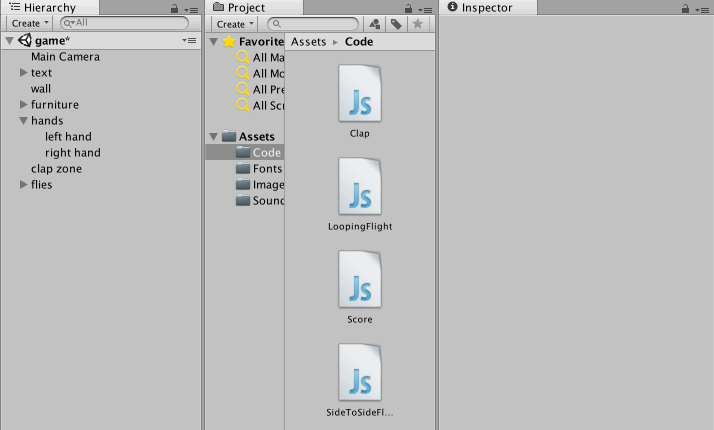 Hierarchy
Create
All
game*
Main Camera
text
wall
furniture
hands
left hand
right hand
clap zone
flies
Project
Create
Favorite
All Ma
All Mo
All Pre
All Scr
Assets
Code
Fonts
Image
Sound
Assets ▸ Code
Js
Clap
Js
LoopingFlight
Js
Score
Js
SideToSideFl...
Inspector